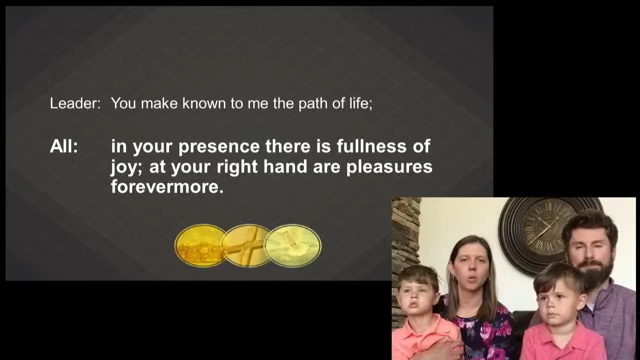 Leader: You make known to me the path of life;
All: in your presence there is fullness of
joy; at your right hand are pleasures
forevermore.